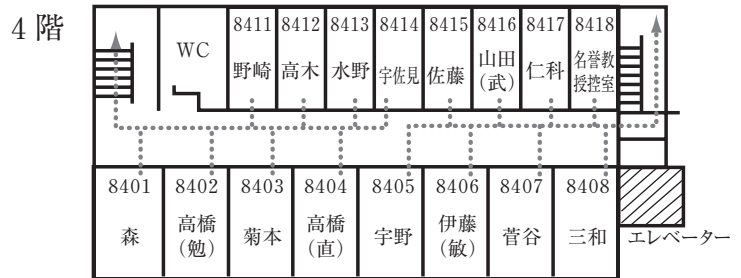 4 階
WC
8411 8412 8413 8414 8415 8416 8417 8418
野崎 高木 水野 宇佐見 佐藤 山田 仁科 名誉教
(武) 授控室
8401 8402 8403 8404 8405 8406 8407 8408
森 高橋 菊本 高橋 宇野 伊藤 菅谷 三和
(勉) (直) (敏)
エレベーター